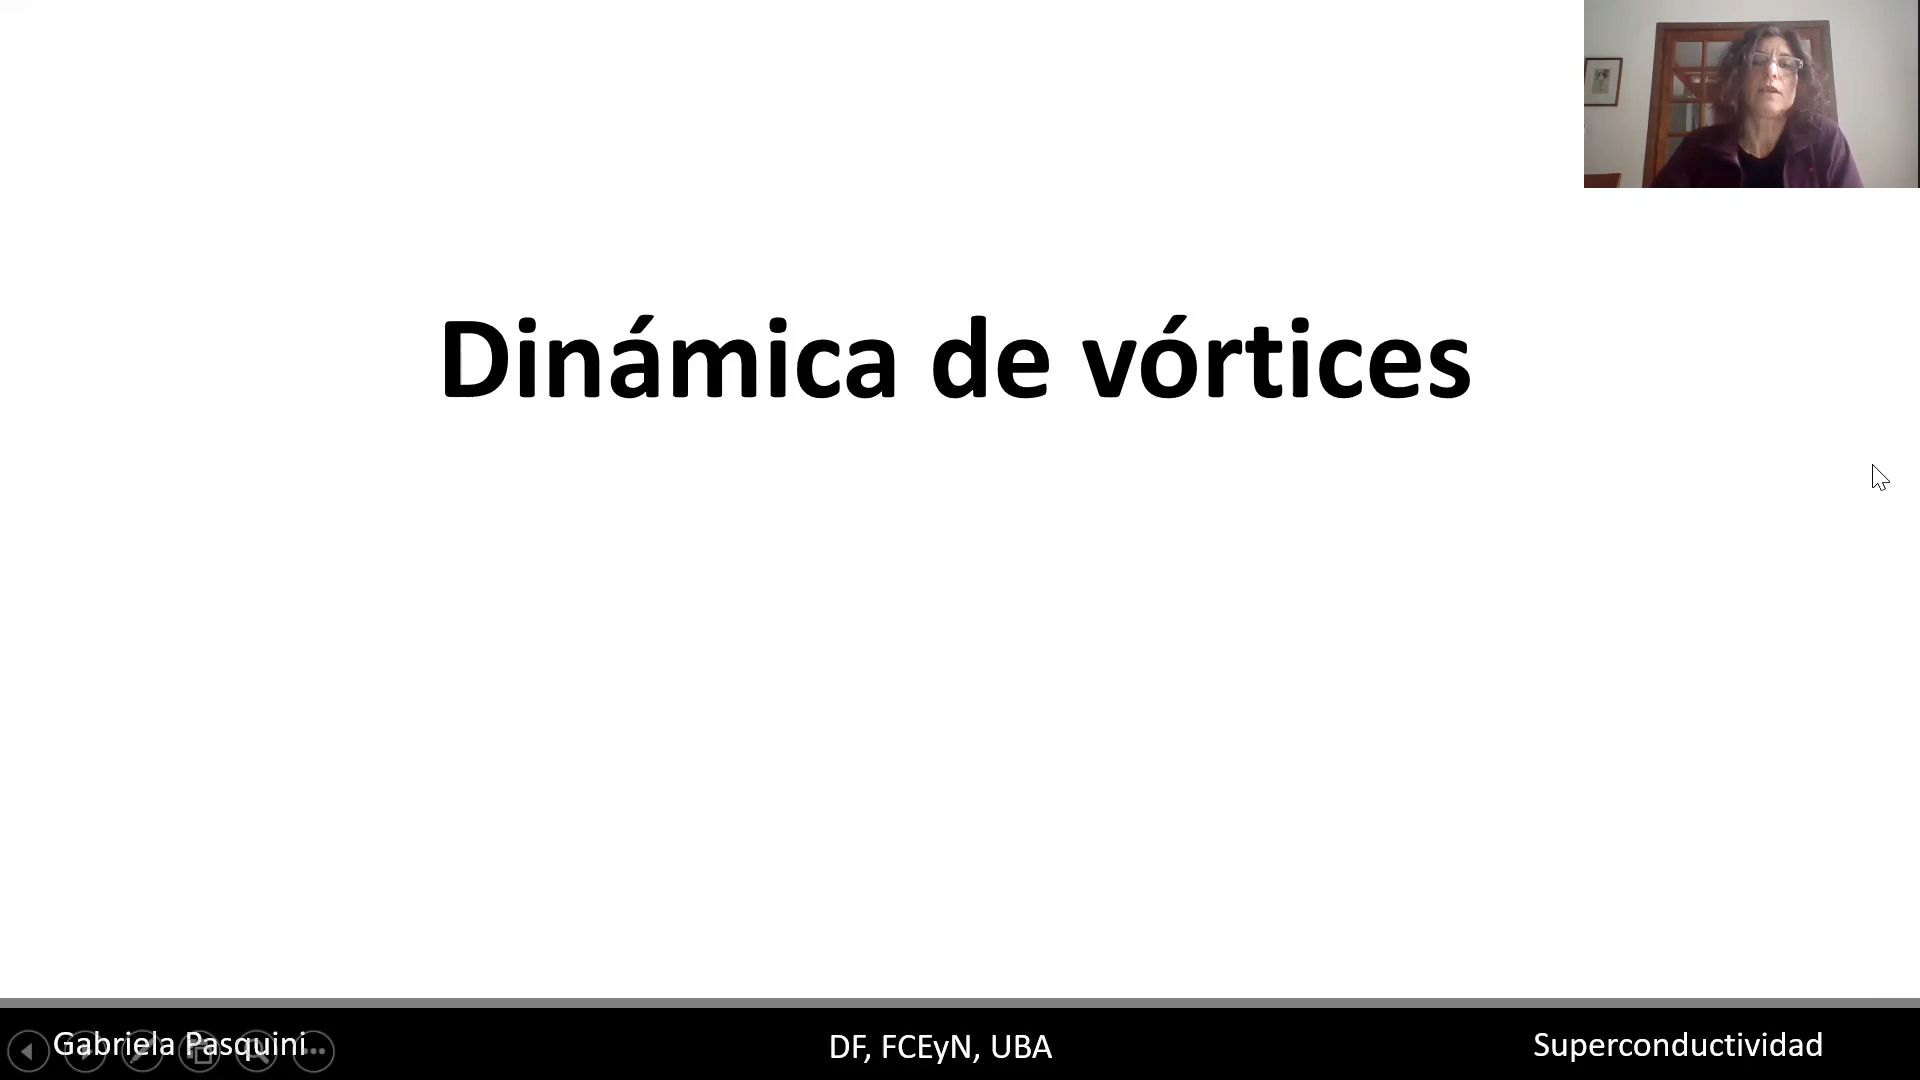 Dinámica de vórtices
Gabriela Pasquini
DF, FCEyN, UBA
Superconductividad